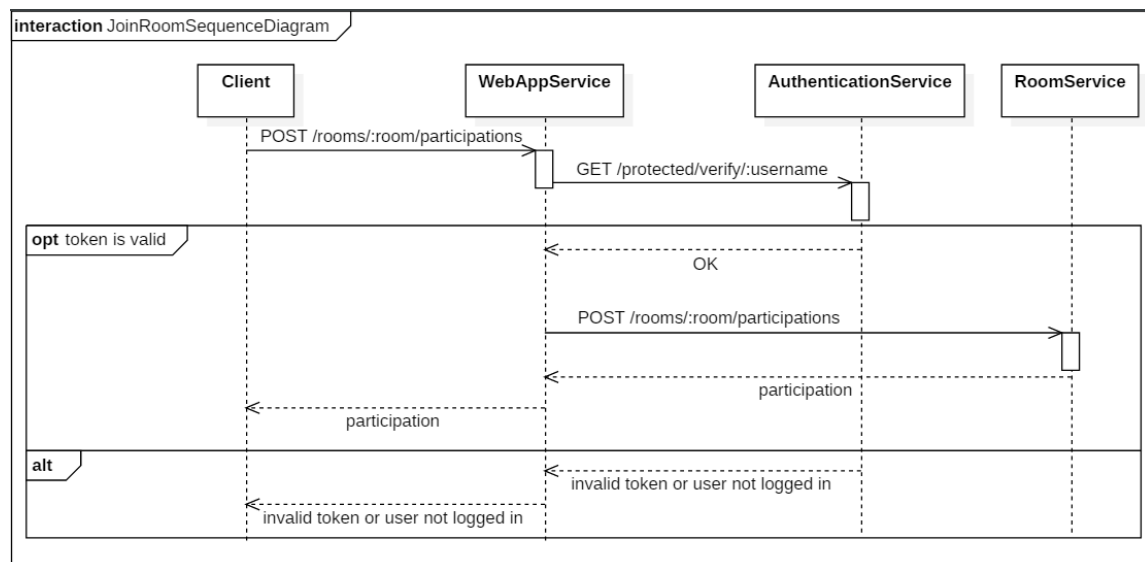 interaction JoinRoomSequenceDiagram
Client
WebAppService
AuthenticationService
RoomService
POST /rooms/:room/participations
GET /protected/verify/:username
opt token is valid
OK
POST /rooms/:room/participations
participation
participation
alt
invalid token or user not logged in
invalid token or user not logged in